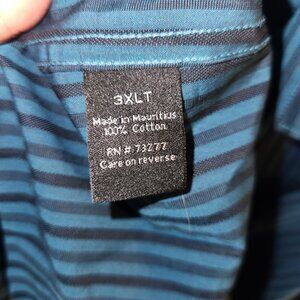 3XLT
Made in Mauritius
100% Cotton
RN # 73277
Care on reverse